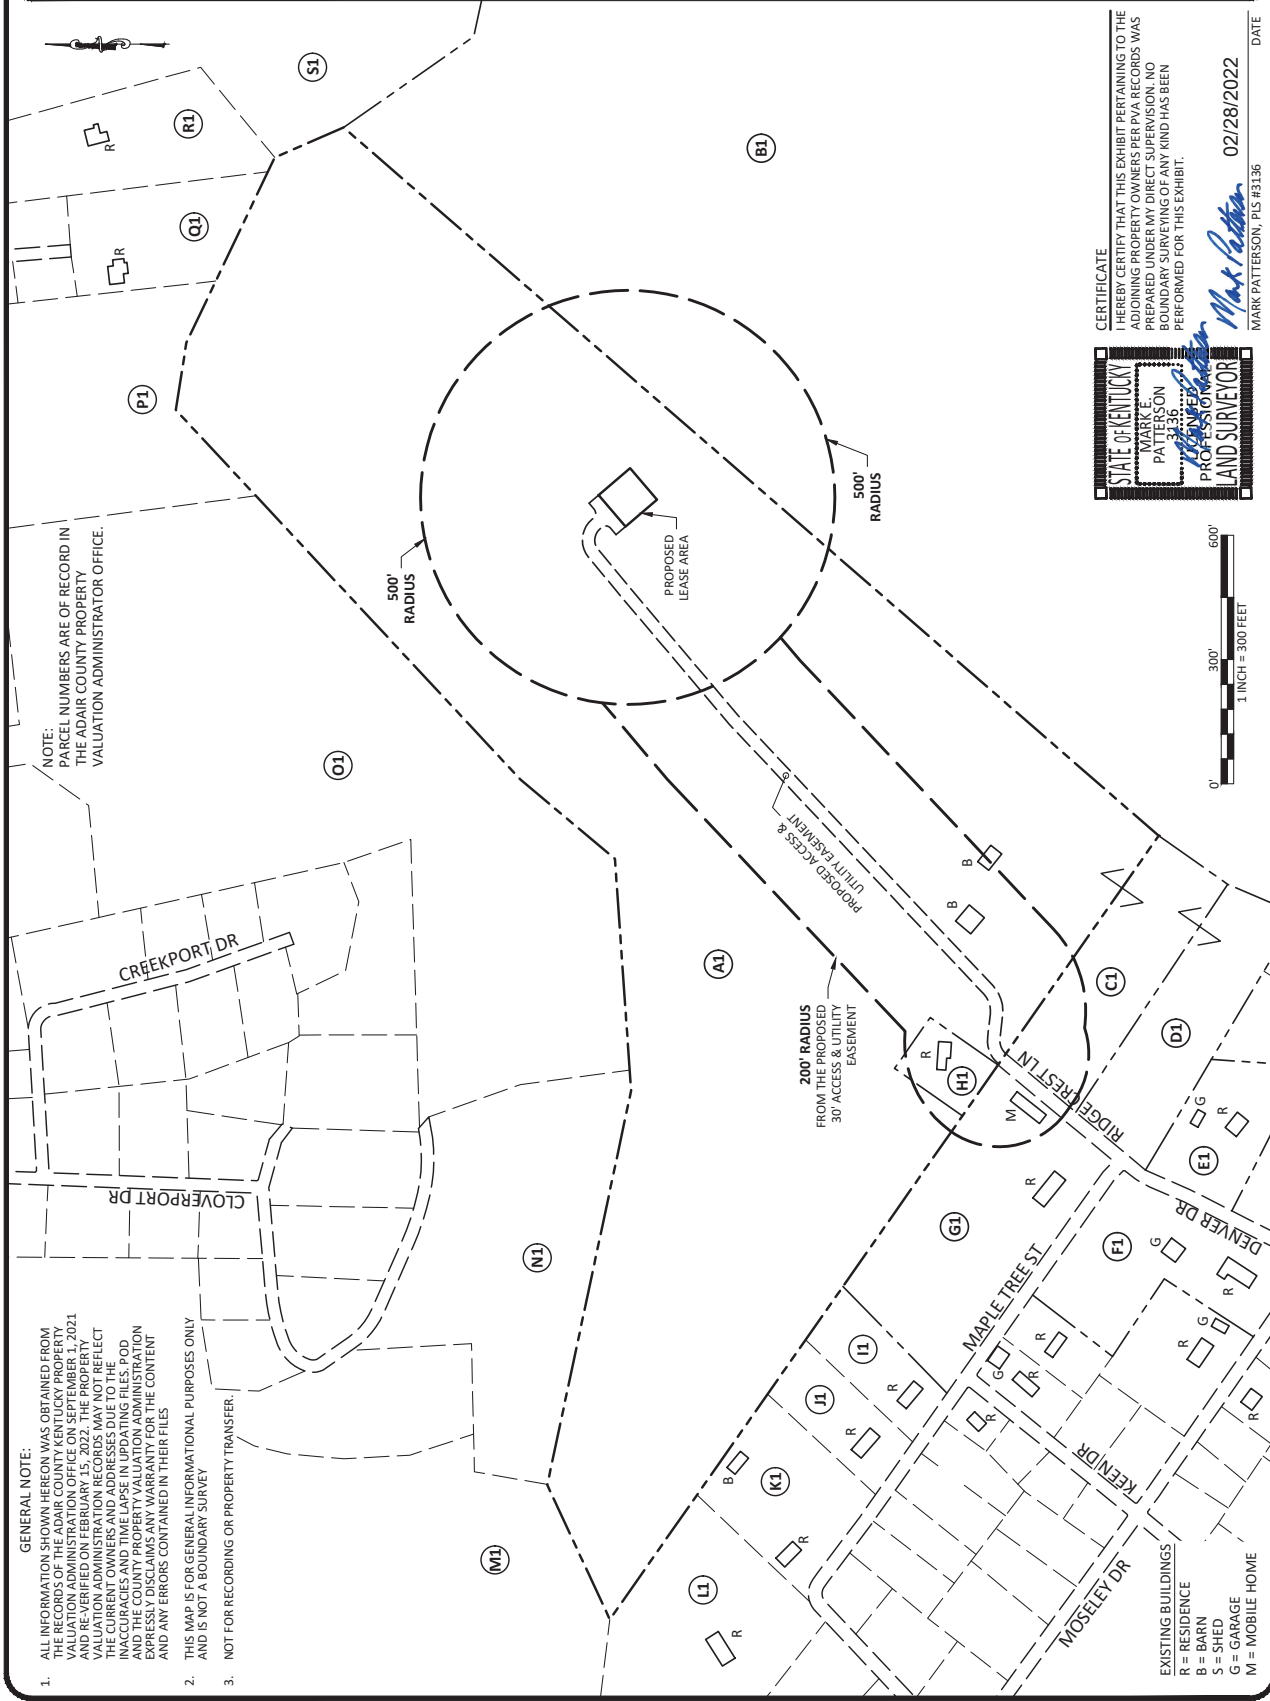 GENERAL NOTE:
1. ALL INFORMATION SHOWN HEREON WAS OBTAINED FROM
THE RECORDS OF THE ADAIR COUNTY KENTUCKY PROPERTY
VALUATION ADMINISTRATION OFFICE ON SEPTEMBER 1, 2021
AND RE-VERIFIED ON FEBRUARY 15, 2022. THE PROPERTY
VALUATION ADMINISTRATION RECORDS MAY NOT REFLECT
THE CURRENT OWNERS AND ADDRESSES DUE TO THE
INACCURACIES AND TIME LAPSE IN UPDATING FILES. POD
AND THE COUNTY PROPERTY VALUATION ADMINISTRATION
EXPRESSLY DISCLAIMS ANY WARRANTY FOR THE CONTENT
AND ANY ERRORS CONTAINED IN THEIR FILES
2. THIS MAP IS FOR GENERAL INFORMATIONAL PURPOSES ONLY
AND IS NOT A BOUNDARY SURVEY
3. NOT FOR RECORDING OR PROPERTY TRANSFER.
NOTE:
PARCEL NUMBERS ARE OF RECORD IN
THE ADAIR COUNTY PROPERTY
VALUATION ADMINISTRATOR OFFICE.
CLOVERPORT DR
CREEKPORT DR
R
R
R1
Q1
S1
P1
O1
N1
M1
B1
A1
500'
RADIUS
PROPOSED
LEASE AREA
500'
RADIUS
PROPOSED ACCESS &
UTILITY EASEMENT
200' RADIUS
FROM THE PROPOSED
30' ACCESS & UTILITY
EASEMENT
B
B
R
H1
M
RIDGE CREST LN
C1
D1
G
R
E1
R
G1
MAPLE TREE ST
DENVER DR
F1
G
R
G
R
R
G
R
R
R
I1
R
J1
R
B
K1
R
L1
R
KEEN DR
MOSELEY DR
EXISTING BUILDINGS
R = RESIDENCE
B = BARN
S = SHED
G = GARAGE
M = MOBILE HOME
0' 300' 600'
1 INCH = 300 FEET
STATE OF KENTUCKY
MARK E.
PATTERSON
3136
LICENSED
PROFESSIONAL
LAND SURVEYOR
Mark Patterson
CERTIFICATE
I HEREBY CERTIFY THAT THIS EXHIBIT PERTAINING TO THE
ADJOINING PROPERTY OWNERS PER PVA RECORDS WAS
PREPARED UNDER MY DIRECT SUPERVISION. NO
BOUNDARY SURVEYING OF ANY KIND HAS BEEN
PERFORMED FOR THIS EXHIBIT.
Mark Patterson 02/28/2022
MARK PATTERSON, PLS #3136 DATE